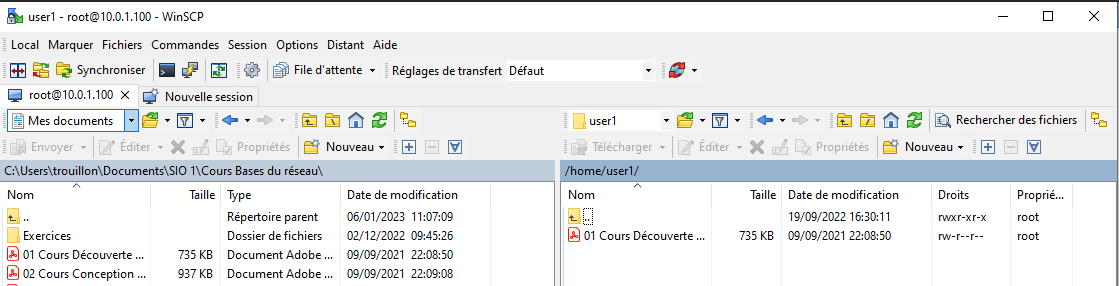 user1 - root@10.0.1.100 - WinSCP
Local Marquer Fichiers Commandes Session Options Distant Aide
Synchroniser File d'attente Réglages de transfert Défaut
root@10.0.1.100 Nouvelle session
Mes documents user1 Rechercher des fichiers
Envoyer Éditer Propriétés Nouveau Télécharger Éditer Propriétés Nouveau
C:\Users\trouillon\Documents\SIO 1\Cours Bases du réseau\ /home/user1/
Nom Taille Type Date de modification Nom Taille Date de modification Droits Proprié...
.. Répertoire parent 06/01/2023 11:07:09 .. 19/09/2022 16:30:11 rwxr-xr-x root
Exercices Dossier de fichiers 02/12/2022 09:45:26 01 Cours Découverte ... 735 KB 09/09/2021 22:08:50 rw-r--r-- root
01 Cours Découverte ... 735 KB Document Adobe ... 09/09/2021 22:08:50
02 Cours Conception ... 937 KB Document Adobe ... 09/09/2021 22:09:08